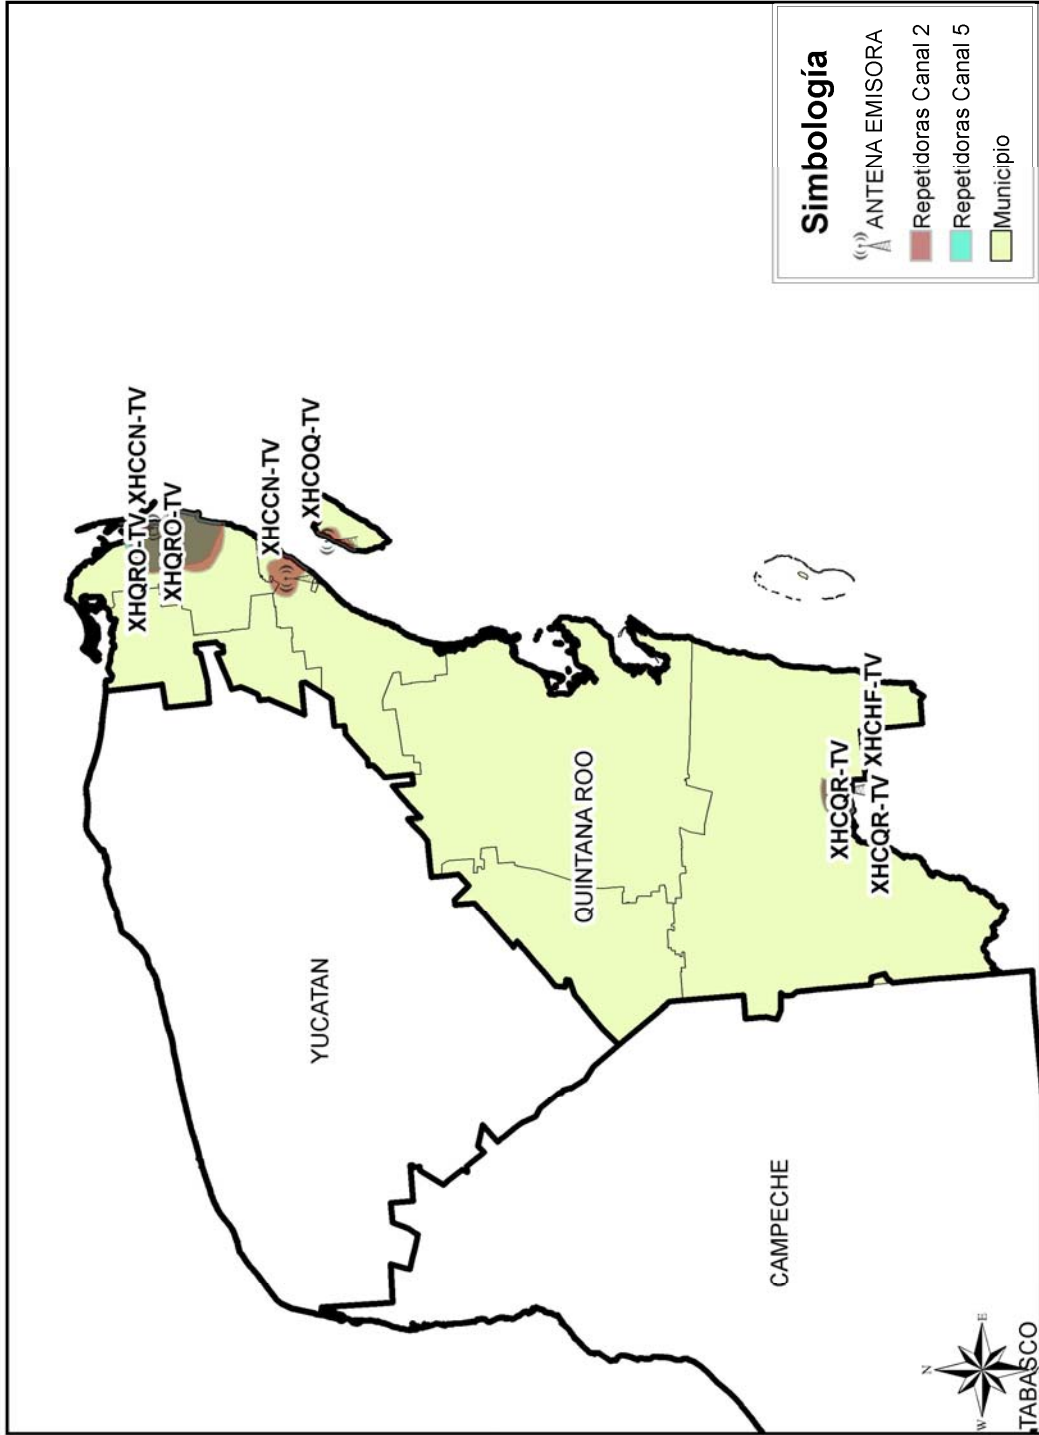 XHQRO-TV XHCCN-TV
XHQRO-TV
XHCCN-TV
XHCOQ-TV
YUCATAN
QUINTANA ROO
CAMPECHE
XHCQR-TV
XHCHF-TV
XHCQR-TV
TABASCO
N
W
E
Simbología
ANTENA EMISORA
Repetidoras Canal 2
Repetidoras Canal 5
Municipio